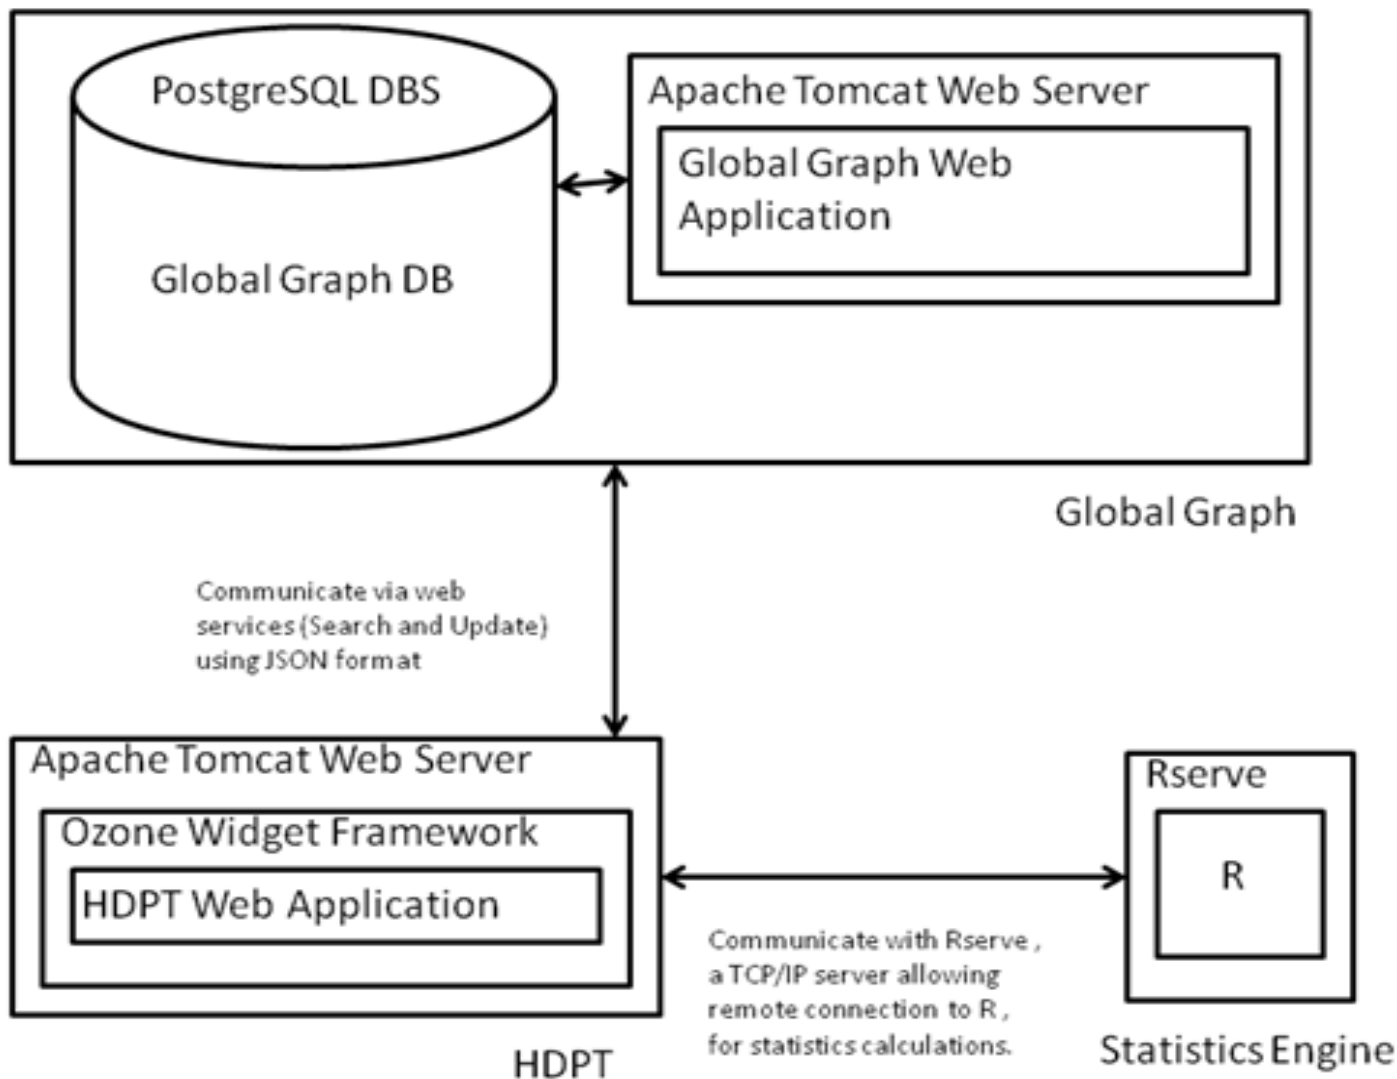 PostgreSQL DBS
Global Graph DB
Apache Tomcat Web Server
Global Graph Web
Application
Global Graph
Communicate via web
services (Search and Update)
using JSON format
Apache Tomcat Web Server
Ozone Widget Framework
HDPT Web Application
HDPT
Communicate with Rserve ,
a TCP/IP server allowing
remote connection to R ,
for statistics calculations.
Rserve
R
Statistics Engine